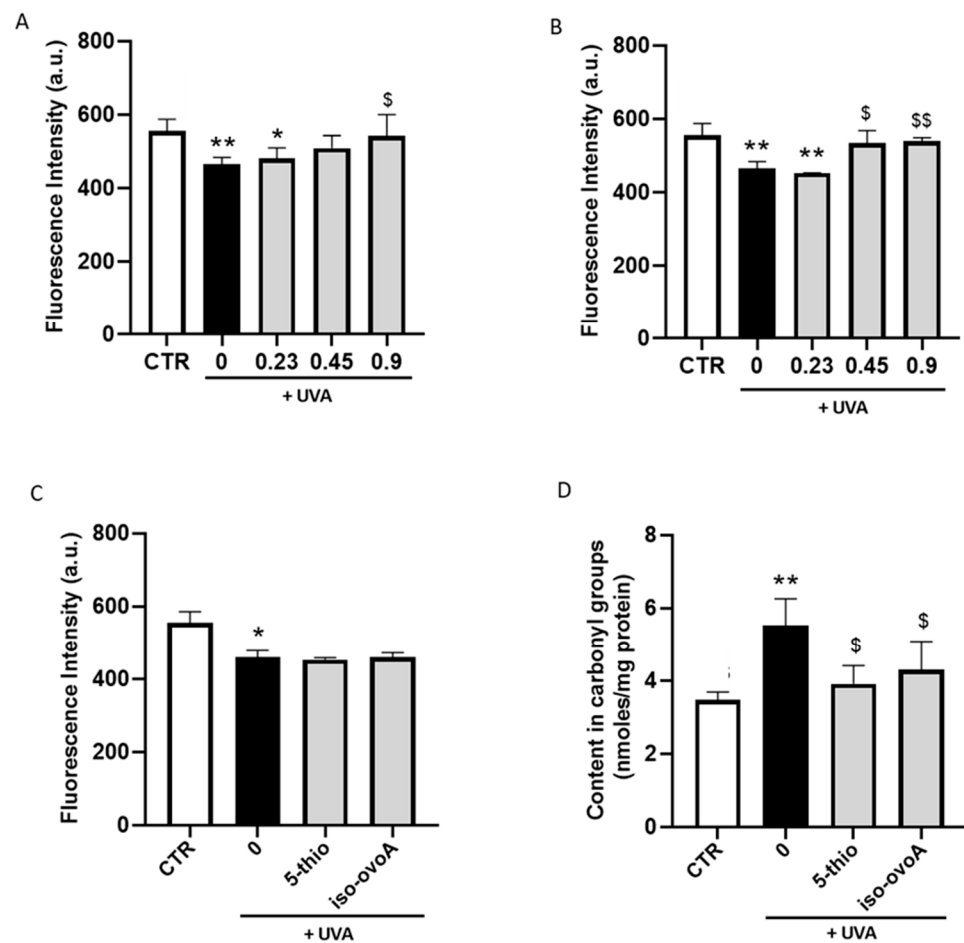 A
Fluorescence Intensity (a.u.)
800
600
400
200
0
** * $
CTR 0 0.23 0.45 0.9
+ UVA
B
Fluorescence Intensity (a.u.)
800
600
400
200
0
** ** $ $$
CTR 0 0.23 0.45 0.9
+ UVA
C
Fluorescence Intensity (a.u.)
800
600
400
200
0
*
CTR 0 5-thio iso-ovoA
+ UVA
D
Content in carbonyl groups
(nmoles/mg protein)
8
6
4
2
0
** $ $
CTR 0 5-thio iso-ovoA
+ UVA